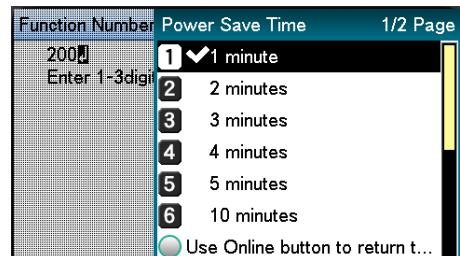 Function Number
200
Enter 1-3digi
Power Save Time 1/2 Page
1 1 minute
2 2 minutes
3 3 minutes
4 4 minutes
5 5 minutes
6 10 minutes
Use Online button to return t...